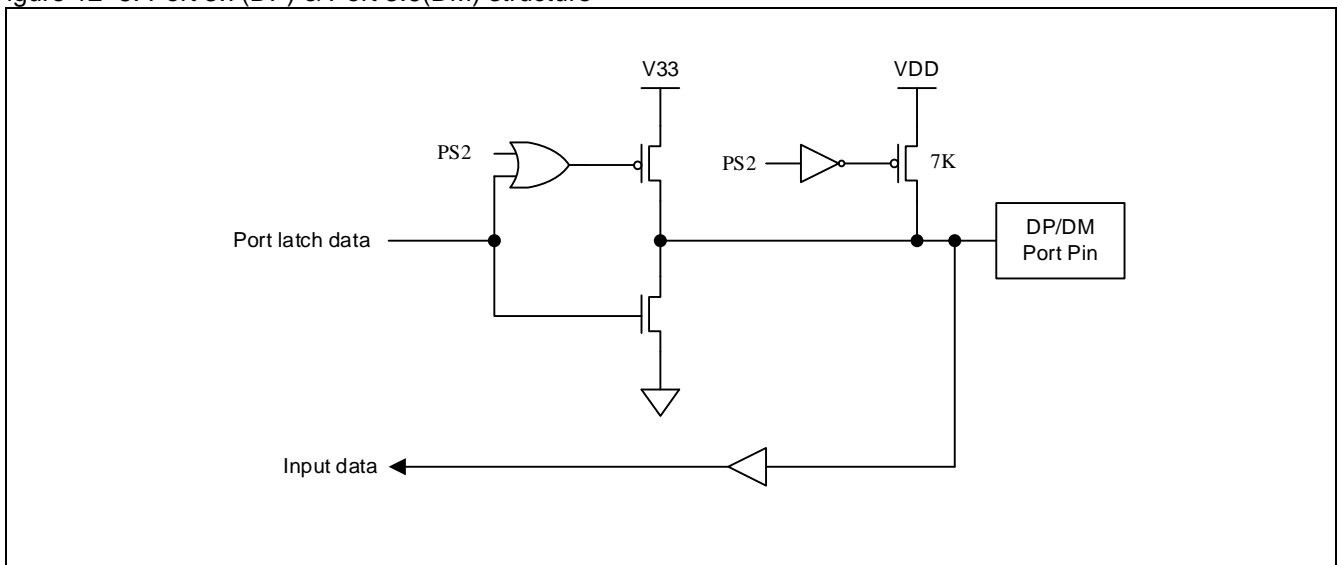 V33
VDD
PS2
PS2
7K
Port latch data
DP/DM
Port Pin
Input data